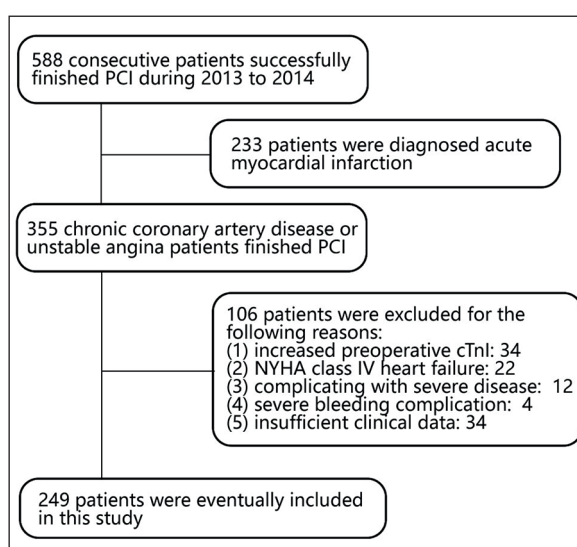 588 consecutive patients successfully
finished PCI during 2013 to 2014
233 patients were diagnosed acute
myocardial infarction
355 chronic coronary artery disease or
unstable angina patients finished PCI
106 patients were excluded for the
following reasons:
(1) increased preoperative cTnI: 34
(2) NYHA class IV heart failure: 22
(3) complicating with severe disease: 12
(4) severe bleeding complication: 4
(5) insufficient clinical data: 34
249 patients were eventually included
in this study